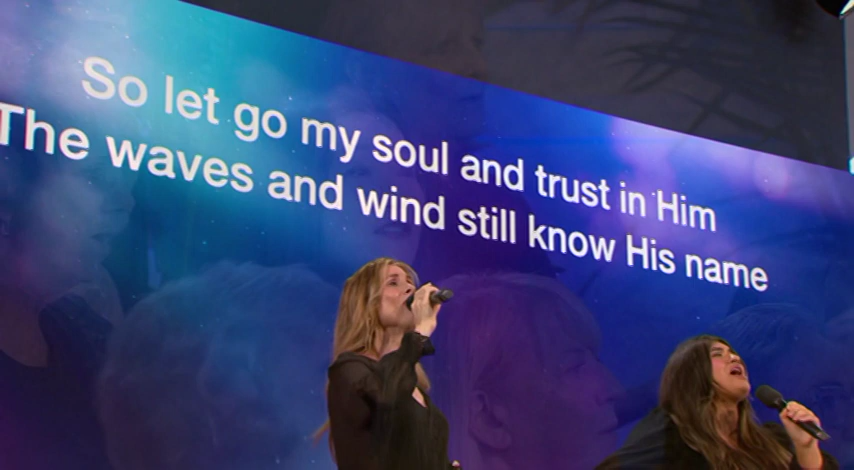 So let go my soul and trust in Him
The waves and wind still know His name